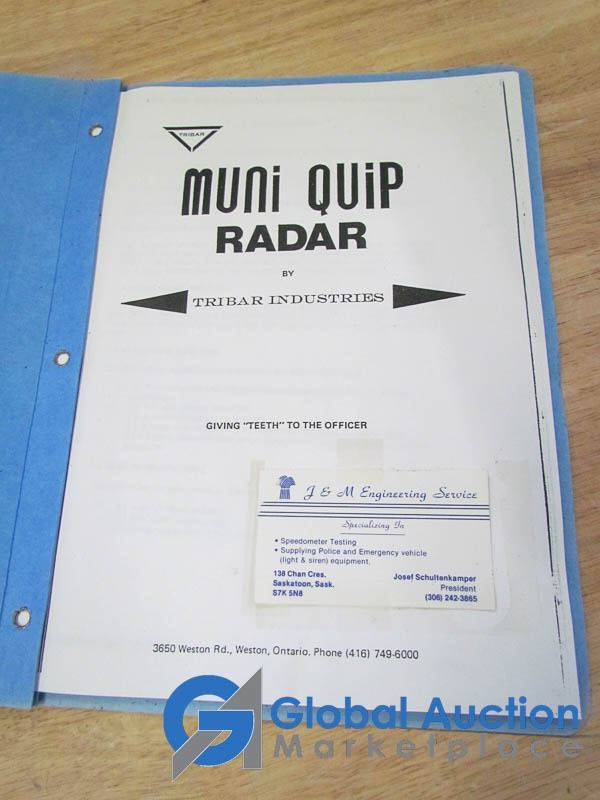 TRIBAR
MUNi QUiP
RADAR
BY
TRIBAR INDUSTRIES
GIVING "TEETH" TO THE OFFICER
J & M Engineering Service
Specializing In
• Speedometer Testing
• Supplying Police and Emergency vehicle
(light & siren) equipment.
138 Chan Cres.
Saskatoon, Sask.
S7K 5N8
Josef Schultenkamper
President
(306) 242-3865
3650 Weston Rd., Weston, Ontario. Phone (416) 749-6000
Global Auction
Marketplace